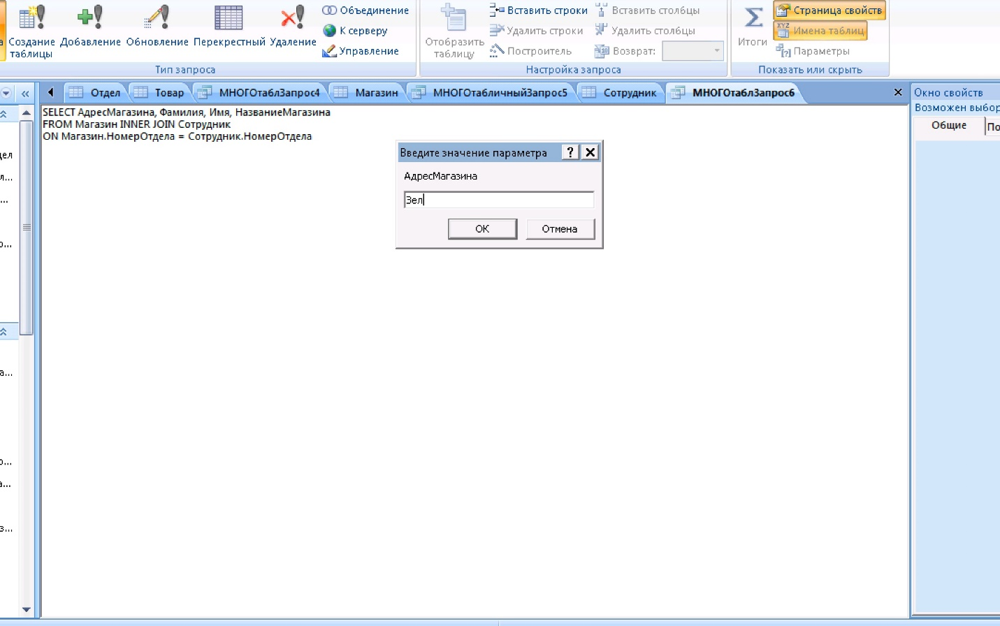 Объединение
Вставить строки
Вставить столбцы
Страница свойств
К серверу
Удалить строки
Удалить столбцы
Имена таблиц
Создание таблицы
Добавление
Обновление
Перекрестный
Удаление
Управление
Отобразить таблицу
Построитель
Возврат:
Итоги
Параметры
Тип запроса
Настройка запроса
Показать или скрыть
Отдел
Товар
МНОГОтаблЗапрос4
Магазин
МНОГОтабличныйЗапрос5
Сотрудник
МНОГОтаблЗапрос6
Окно свойств
Возможен выбор
Общие
По
SELECT АдресМагазина, Фамилия, Имя, НазваниеМагазина
FROM Магазин INNER JOIN Сотрудник
ON Магазин.НомерОтдела = Сотрудник.НомерОтдела
Введите значение параметра
АдресМагазина
Зел
ОК
Отмена